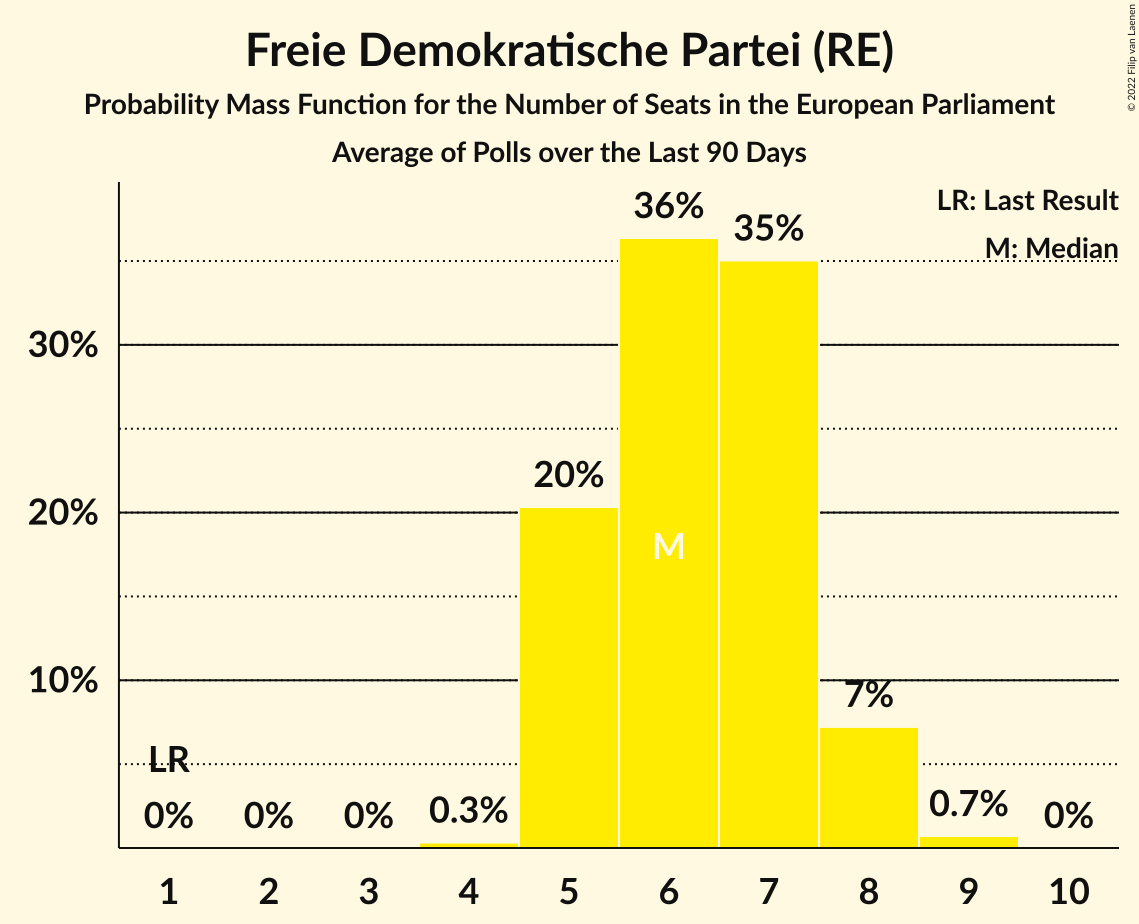 Freie Demokratische Partei (RE)
Probability Mass Function for the Number of Seats in the European Parliament
Average of Polls over the Last 90 Days
© 2022 Filip van Laenen
LR: Last Result
M: Median
36%
35%
30%
20%
20%
M
10%
7%
LR
0%
0%
0%
0.3%
0.7%
0%
1 2 3 4 5 6 7 8 9 10